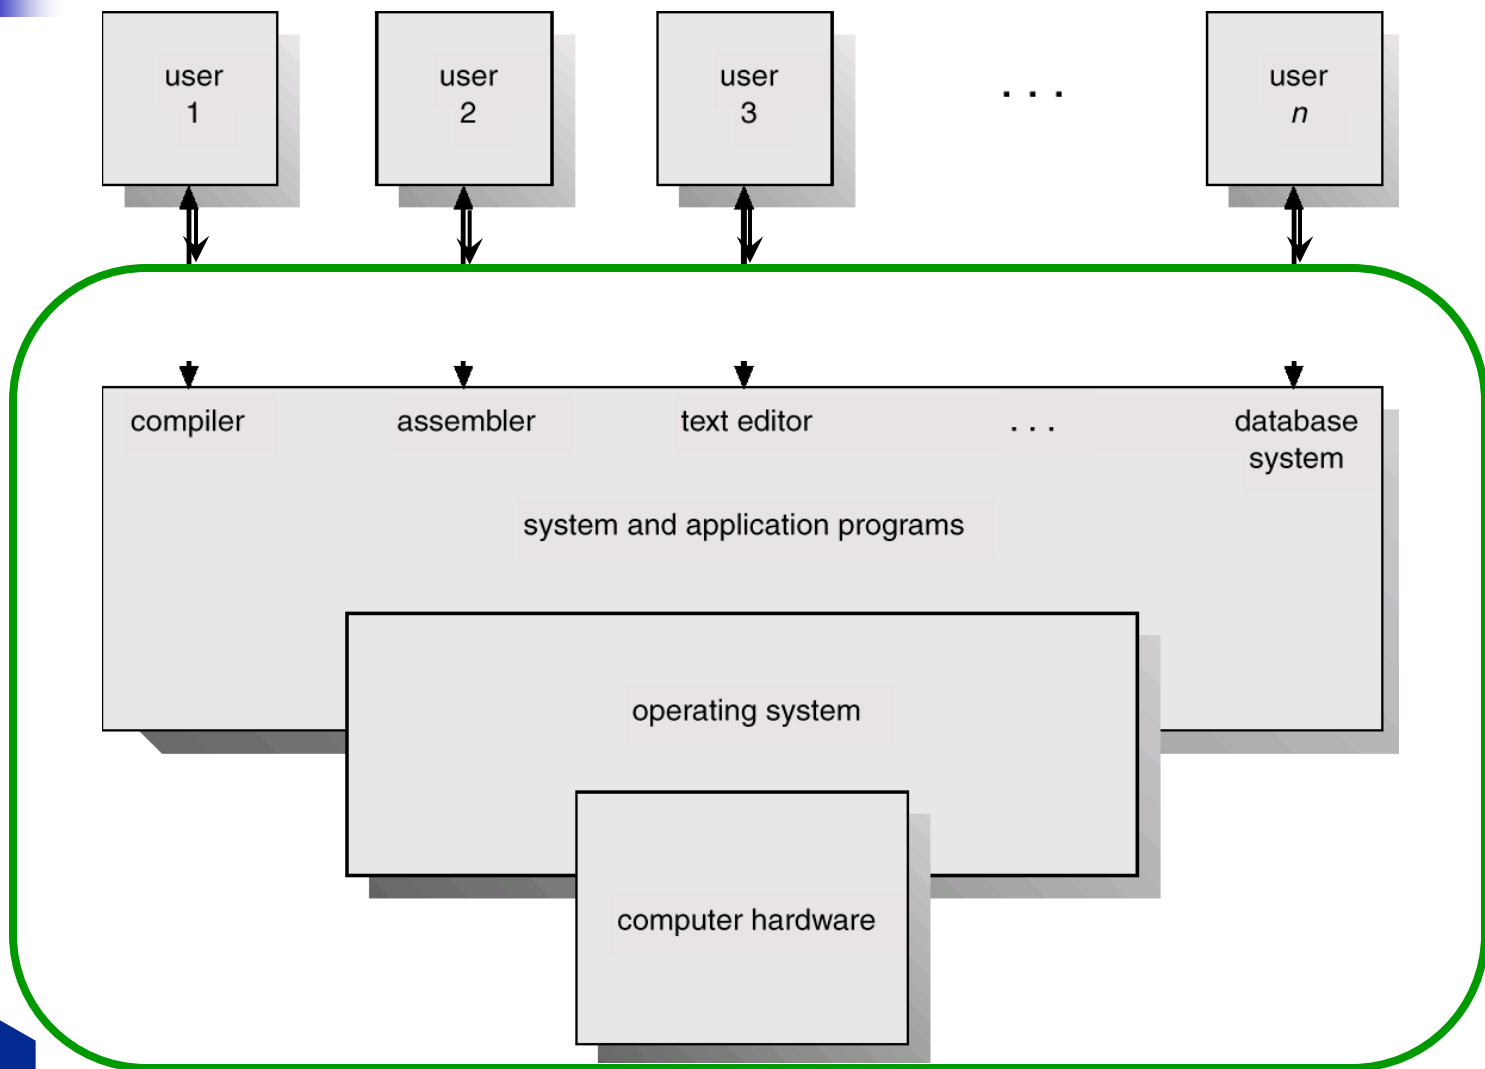 user
1
user
2
user
3
. . .
user
n
compiler
assembler
text editor
. . .
database
system
system and application programs
operating system
computer hardware